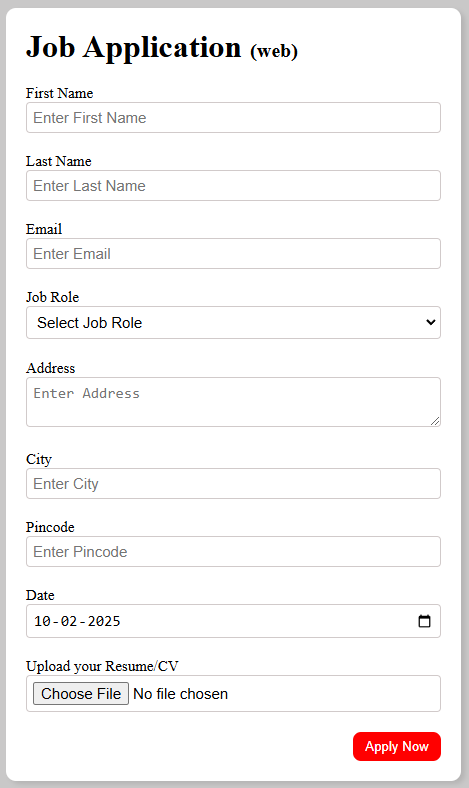 Job Application (web)
First Name
Enter First Name
Last Name
Enter Last Name
Email
Enter Email
Job Role
Select Job Role
Address
Enter Address
City
Enter City
Pincode
Enter Pincode
Date
10-02-2025
Upload your Resume/CV
Choose File No file chosen
Apply Now